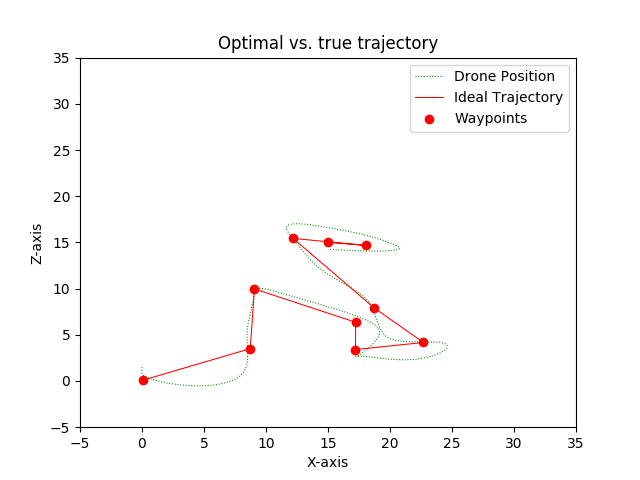 Optimal vs. true trajectory
Drone Position
Ideal Trajectory
Waypoints
Z-axis
35
30
25
20
15
10
5
0
−5
−5 0 5 10 15 20 25 30 35
X-axis